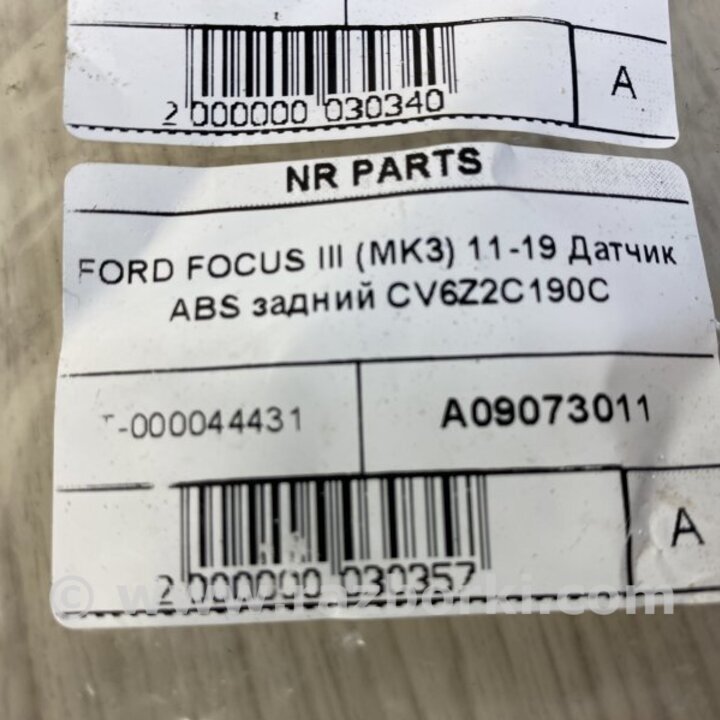 2 000000 030340
A
NR PARTS
FORD FOCUS III (MK3) 11-19 Датчик
ABS задний CV6Z2C190C
T-000044431
A09073011
2 000000 030357
A